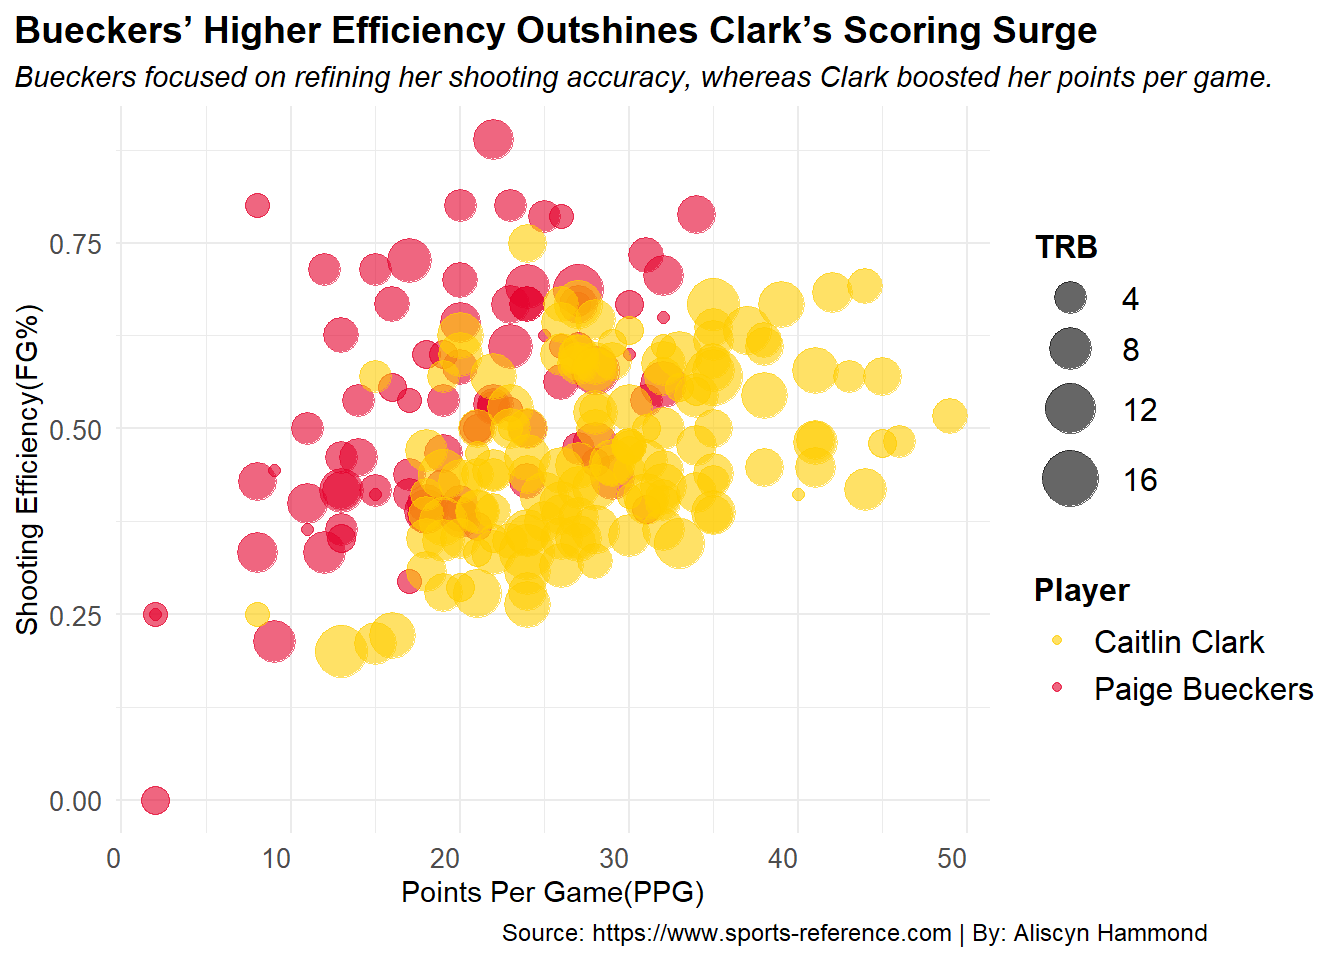 Bueckers’ Higher Efficiency Outshines Clark’s Scoring Surge
Bueckers focused on refining her shooting accuracy, whereas Clark boosted her points per game.
Shooting Efficiency(FG%)
0.75
0.50
0.25
0.00
0 10 20 30 40 50
Points Per Game(PPG)
TRB
4
8
12
16
Player
Caitlin Clark
Paige Bueckers
Source: https://www.sports-reference.com | By: Aliscyn Hammond